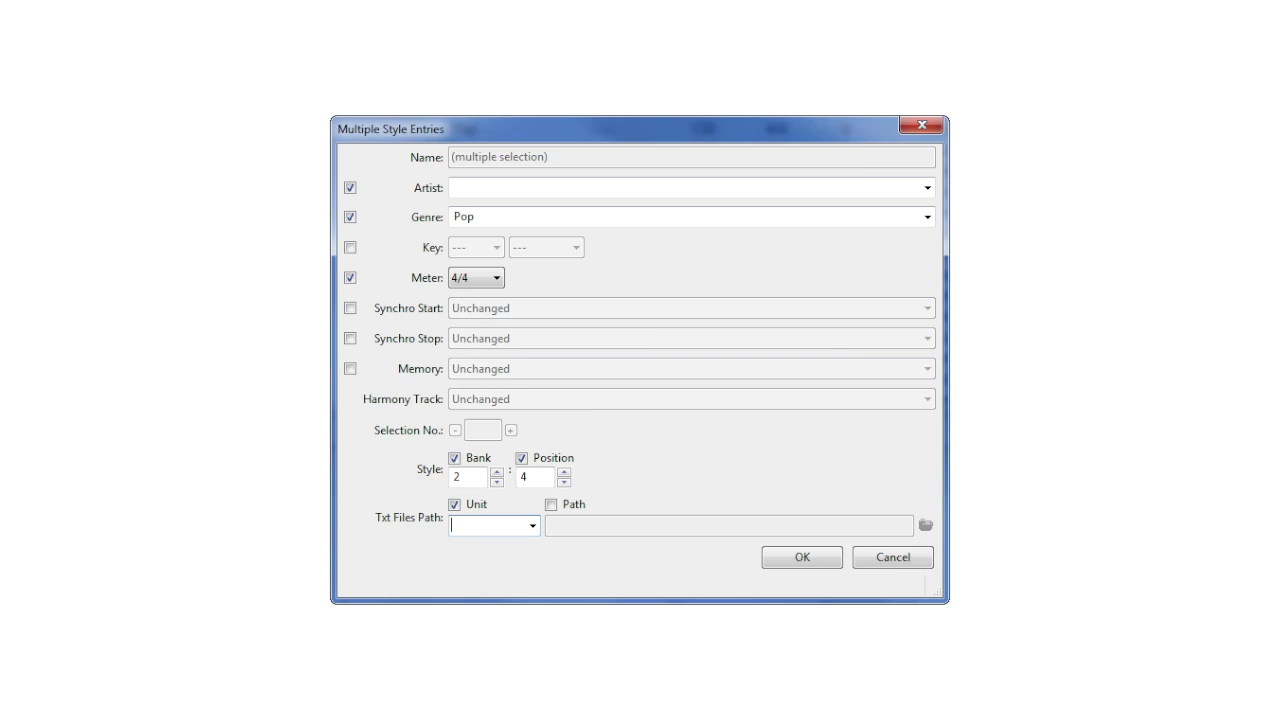 Multiple Style Entries
Name: (multiple selection)
Artist:
Genre: Pop
Key: --- ---
Meter: 4/4
Synchro Start: Unchanged
Synchro Stop: Unchanged
Memory: Unchanged
Harmony Track: Unchanged
Selection No.: - +
Bank Position
Style: 2 : 4
Unit Path
Txt Files Path:
OK Cancel